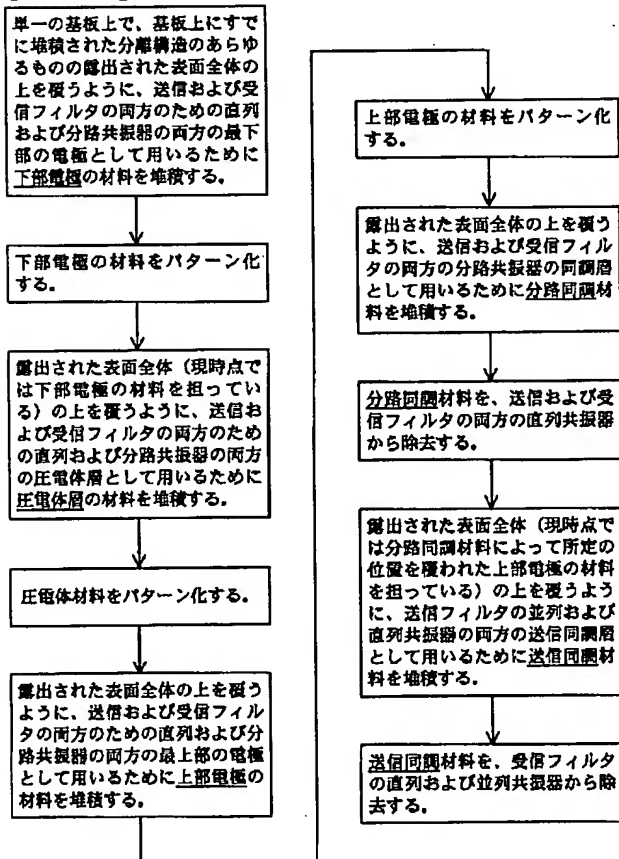 単一の基板上で、基板上にすで
に堆積された分離構造のあらゆ
るものの露出された表面全体の
上を覆うように、送信および受
信フィルタの両方のための直列
および分路共振器の両方の最下
部の電極として用いるために
下部電極の材料を堆積する。
下部電極の材料をパターン化
する。
露出された表面全体（現時点で
は下部電極の材料を担ってい
る）の上を覆うように、送信お
よび受信フィルタの両方のため
の直列および分路共振器の両方
の圧電体層として用いるために
圧電体層の材料を堆積する。
圧電体材料をパターン化する。
露出された表面全体の上を覆う
ように、送信および受信フィル
タの両方のための直列および分
路共振器の両方の最上部の電極
として用いるために上部電極の
材料を堆積する。
上部電極の材料をパターン化
する。
露出された表面全体の上を覆う
ように、送信および受信フィル
タの両方の分路共振器の同調層
として用いるために分路同調材
料を堆積する。
分路同調材料を、送信および受
信フィルタの両方の直列共振器
から除去する。
露出された表面全体（現時点で
は分路同調材料によって所定の
位置を覆われた上部電極の材料
を担っている）の上を覆うよう
に、送信フィルタの並列および
直列共振器の両方の送信同調層
として用いるために送信同調材
料を堆積する。
送信同調材料を、受信フィルタ
の直列および並列共振器から除
去する。